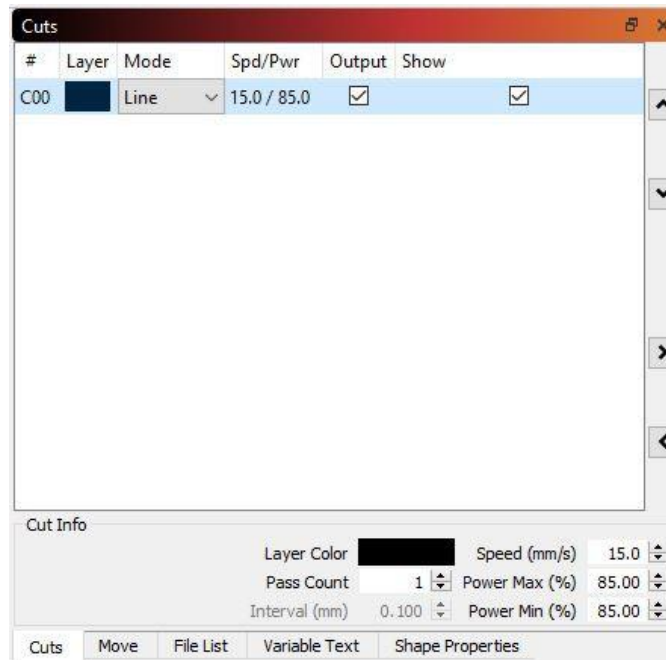 Cuts
# Layer Mode Spd/Pwr Output Show
C00 Line 15.0 / 85.0
Cut Info
Layer Color Speed (mm/s) 15.0
Pass Count 1 Power Max (%) 85.00
Interval (mm) 0.100 Power Min (%) 85.00
Cuts Move File List Variable Text Shape Properties